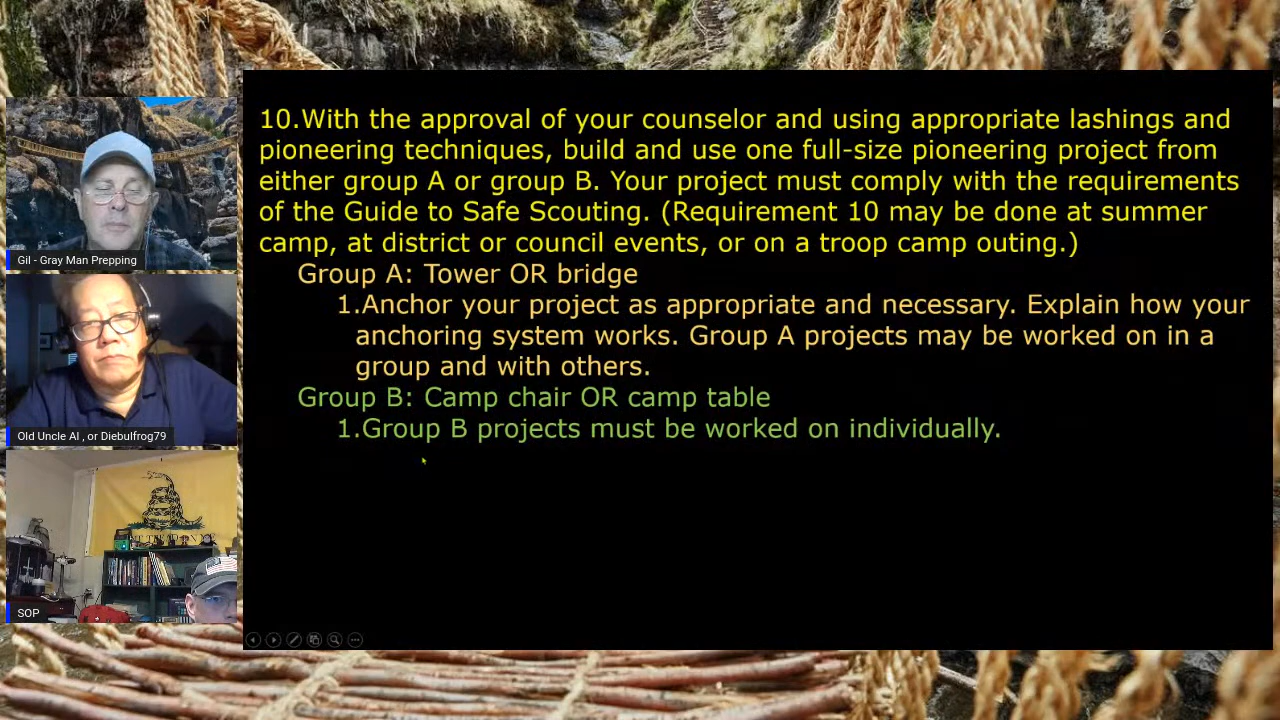 10.With the approval of your counselor and using appropriate lashings and
pioneering techniques, build and use one full-size pioneering project from
either group A or group B. Your project must comply with the requirements
of the Guide to Safe Scouting. (Requirement 10 may be done at summer
camp, at district or council events, or on a troop camp outing.)
Group A: Tower OR bridge
1.Anchor your project as appropriate and necessary. Explain how your
anchoring system works. Group A projects may be worked on in a
group and with others.
Group B: Camp chair OR camp table
1.Group B projects must be worked on individually.
Gil - Gray Man Prepping
Old Uncle Al , or Diebulfrog79
SOP